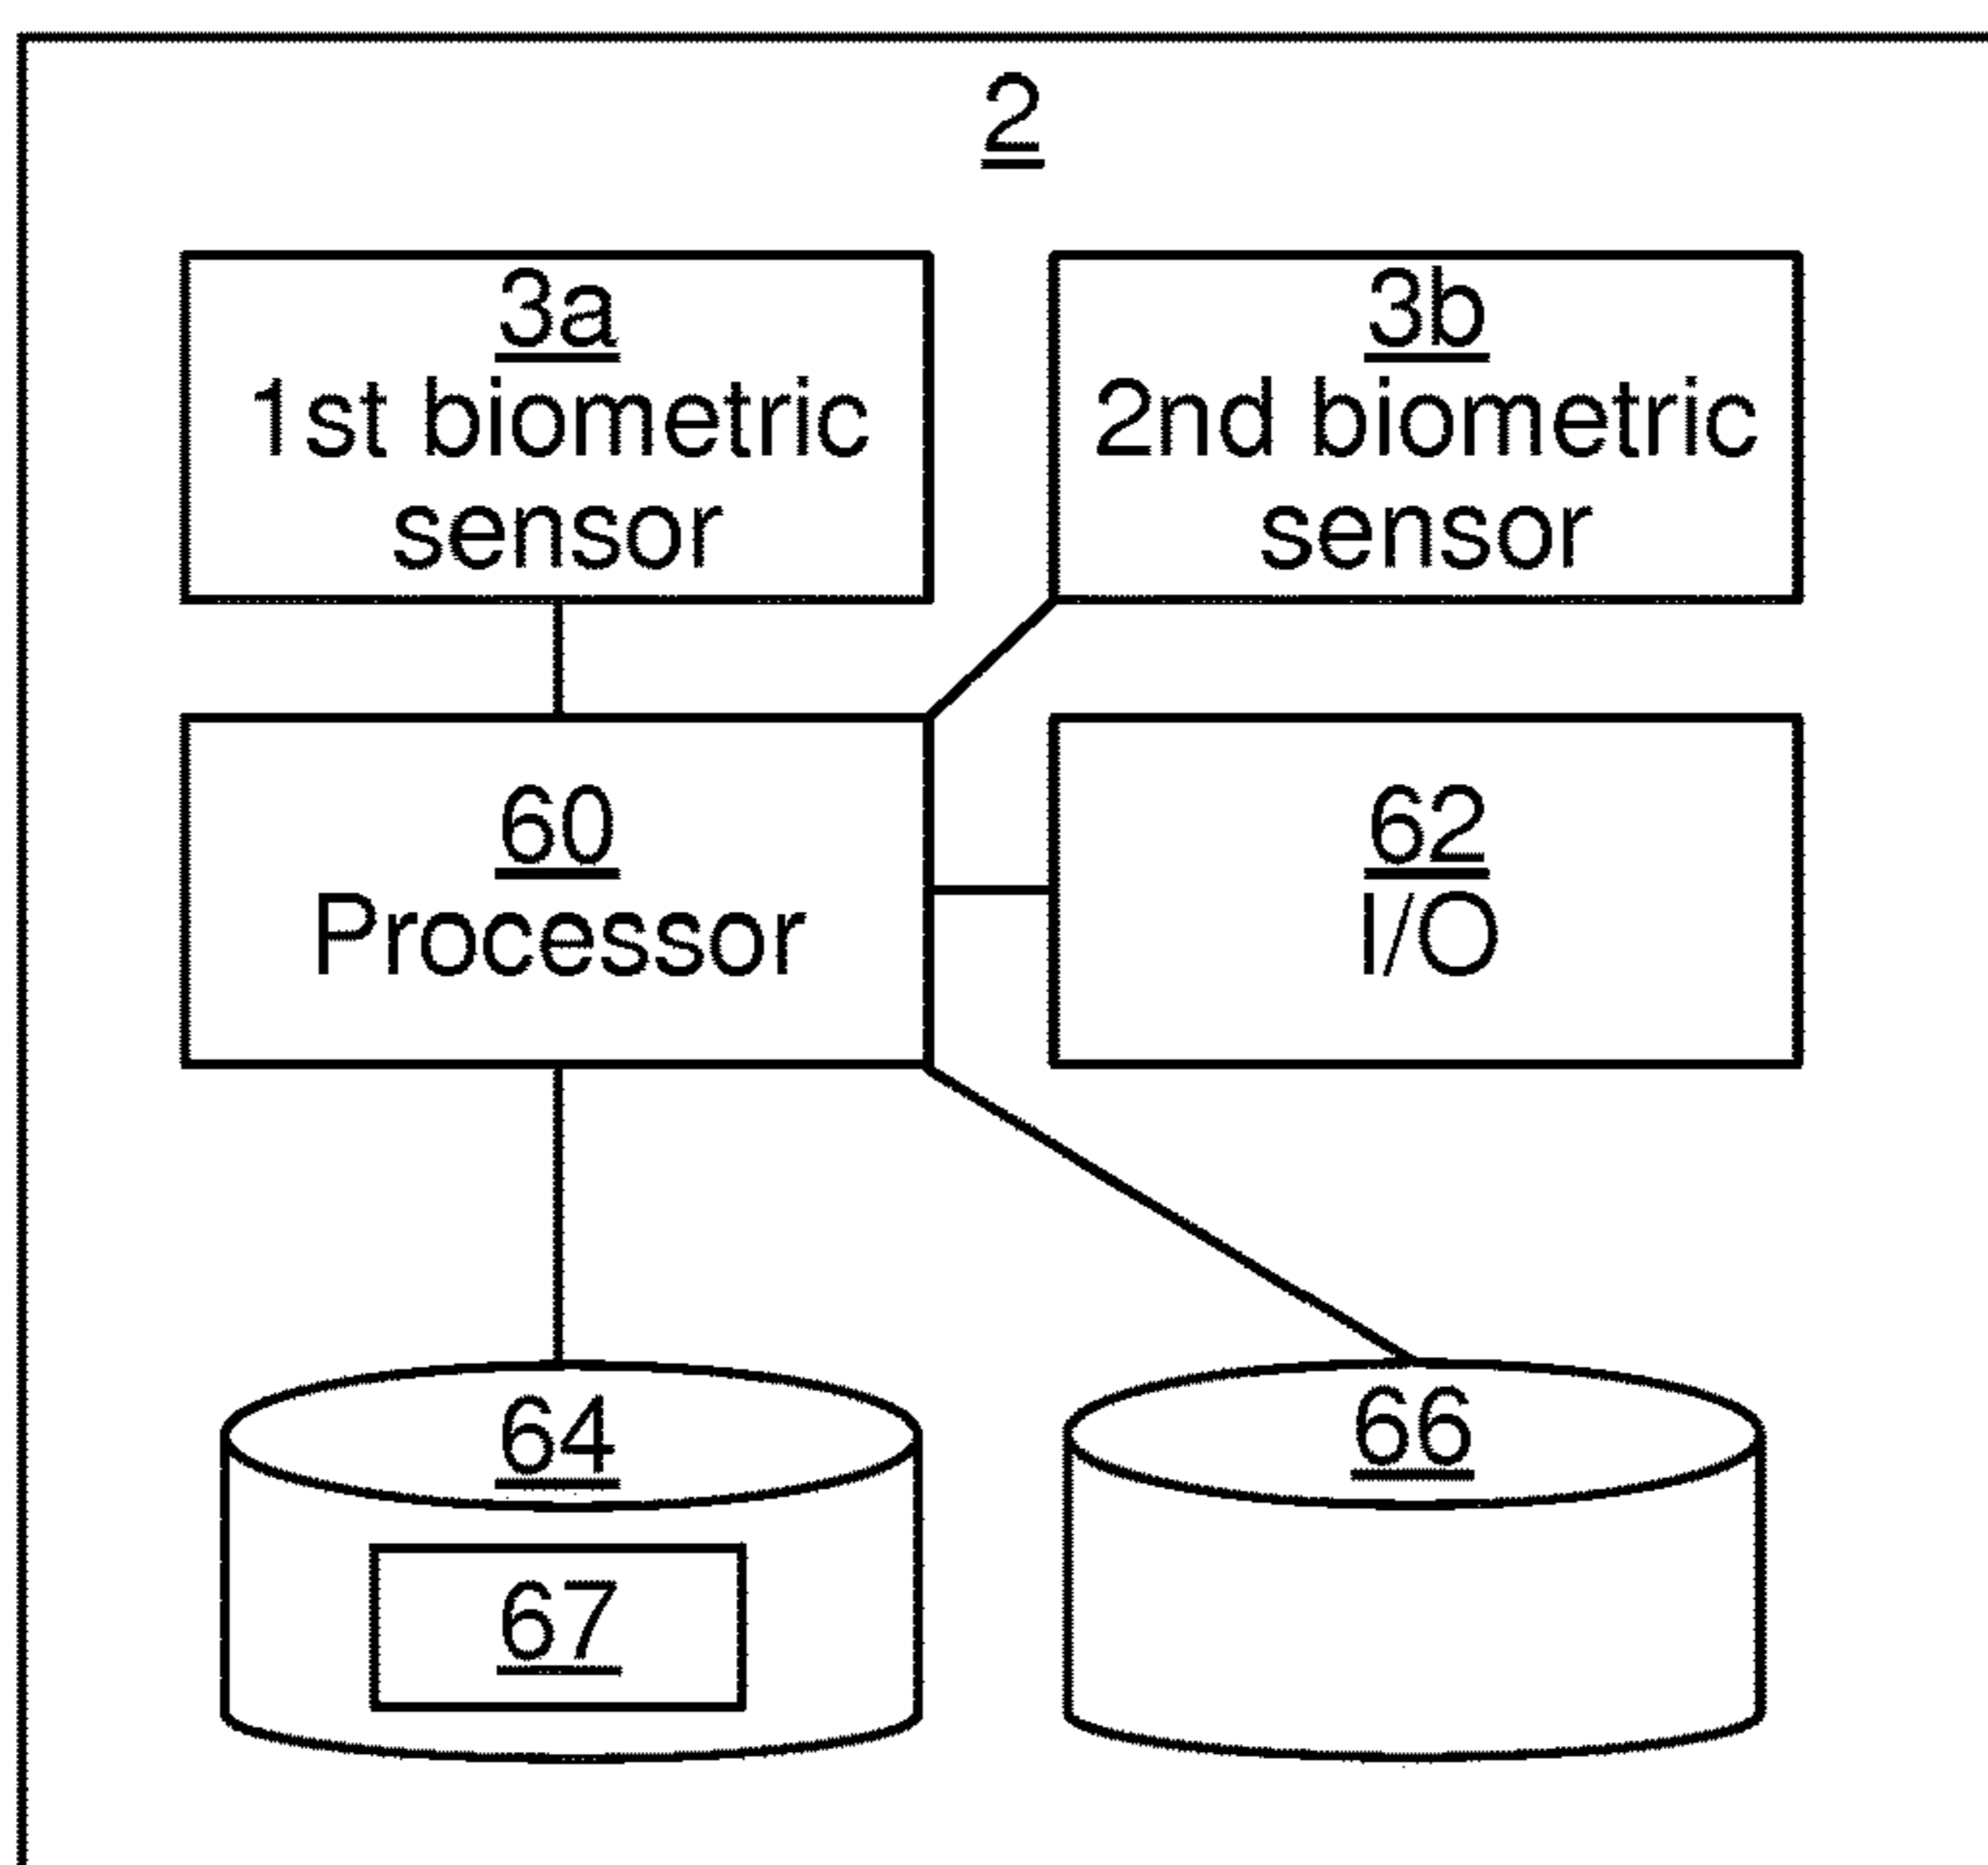 2
3a
1st biometric
sensor
3b
2nd biometric
sensor
60
Processor
62
I/O
64
67
66